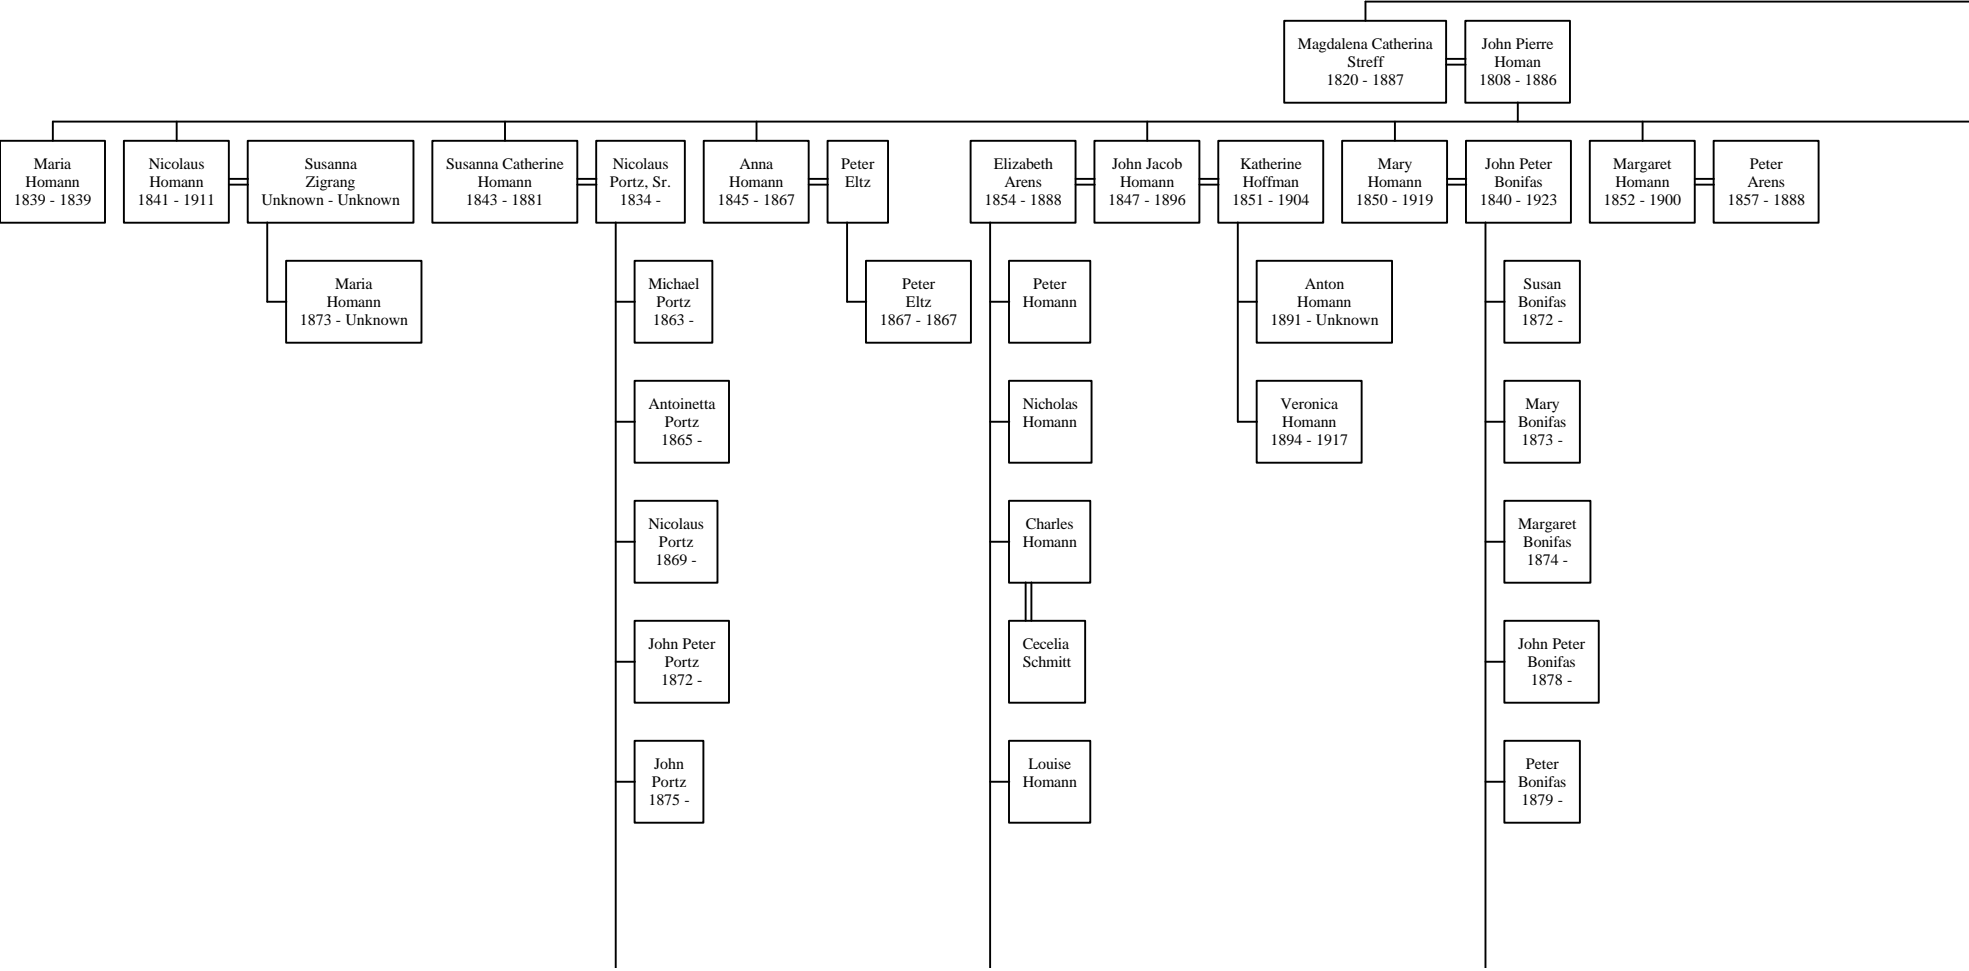 Magdalena Catherina
Streff
1820 - 1887
John Pierre
Homan
1808 - 1886
Maria
Homann
1839 - 1839
Nicolaus
Homann
1841 - 1911
Susanna
Zigrang
Unknown - Unknown
Susanna Catherine
Homann
1843 - 1881
Nicolaus
Portz, Sr.
1834 -
Anna
Homann
1845 - 1867
Peter
Eltz
Elizabeth
Arens
1854 - 1888
John Jacob
Homann
1847 - 1896
Katherine
Hoffman
1851 - 1904
Mary
Homann
1850 - 1919
John Peter
Bonifas
1840 - 1923
Margaret
Homann
1852 - 1900
Peter
Arens
1857 - 1888
Maria
Homann
1873 - Unknown
Michael
Portz
1863 -
Peter
Eltz
1867 - 1867
Peter
Homann
Anton
Homann
1891 - Unknown
Susan
Bonifas
1872 -
Antoinetta
Portz
1865 -
Nicholas
Homann
Veronica
Homann
1894 - 1917
Mary
Bonifas
1873 -
Nicolaus
Portz
1869 -
Charles
Homann
Margaret
Bonifas
1874 -
John Peter
Portz
1872 -
Cecelia
Schmitt
John Peter
Bonifas
1878 -
John
Portz
1875 -
Louise
Homann
Peter
Bonifas
1879 -